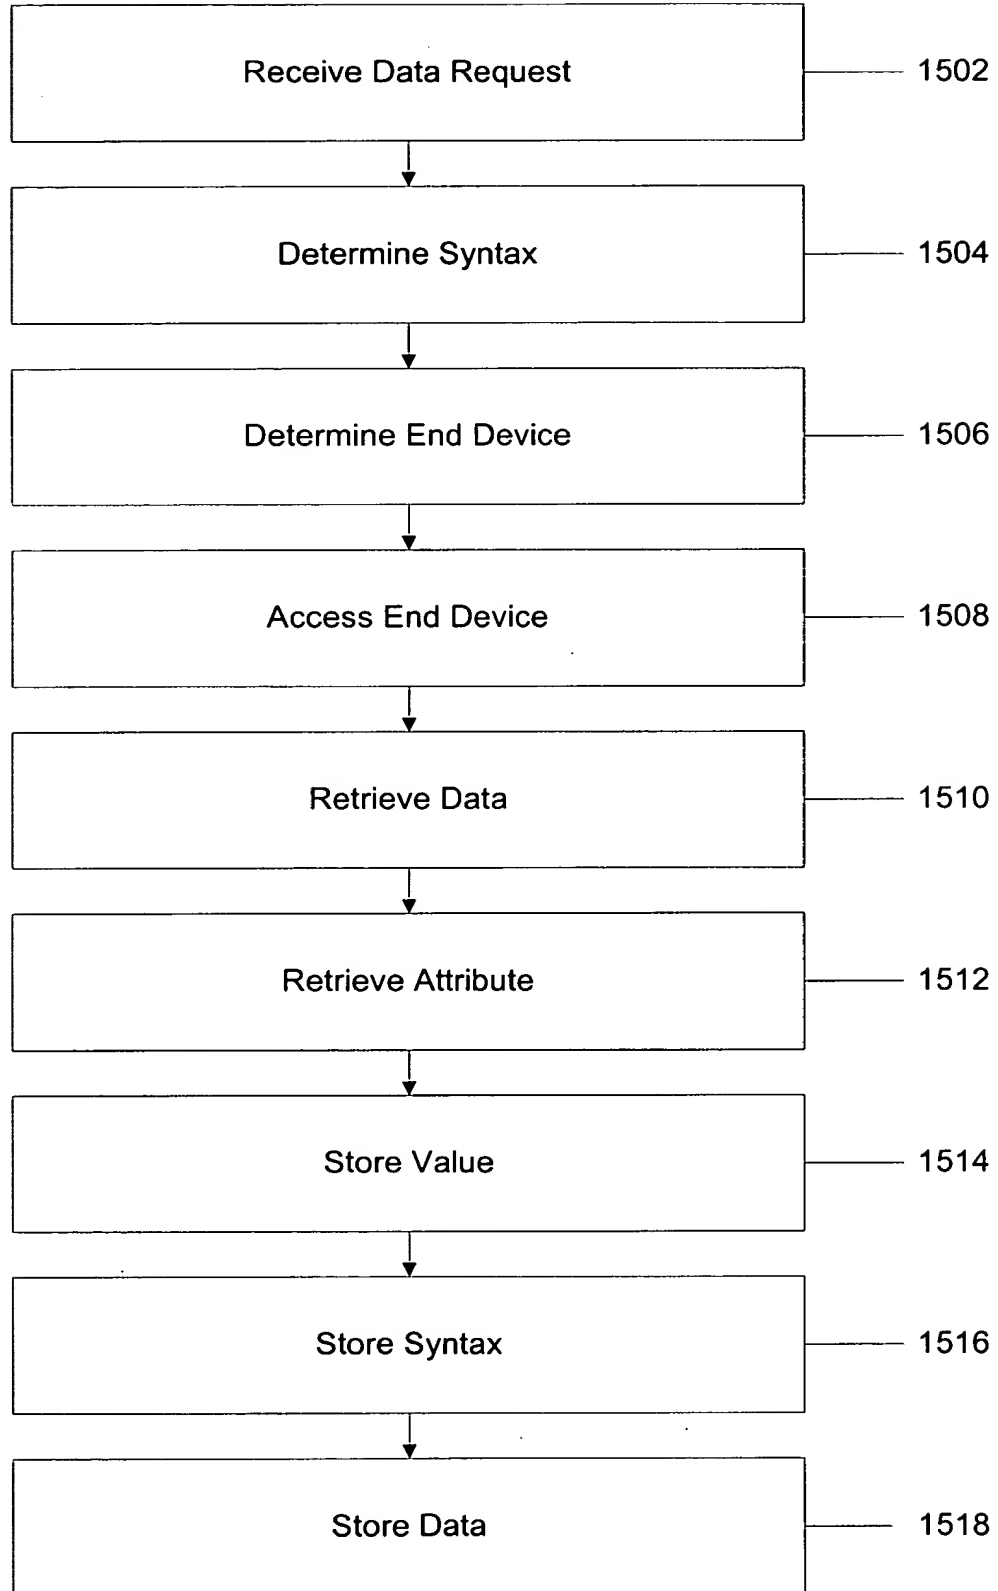 Receive Data Request 1502
Determine Syntax 1504
Determine End Device 1506
Access End Device 1508
Retrieve Data 1510
Retrieve Attribute 1512
Store Value 1514
Store Syntax 1516
Store Data 1518